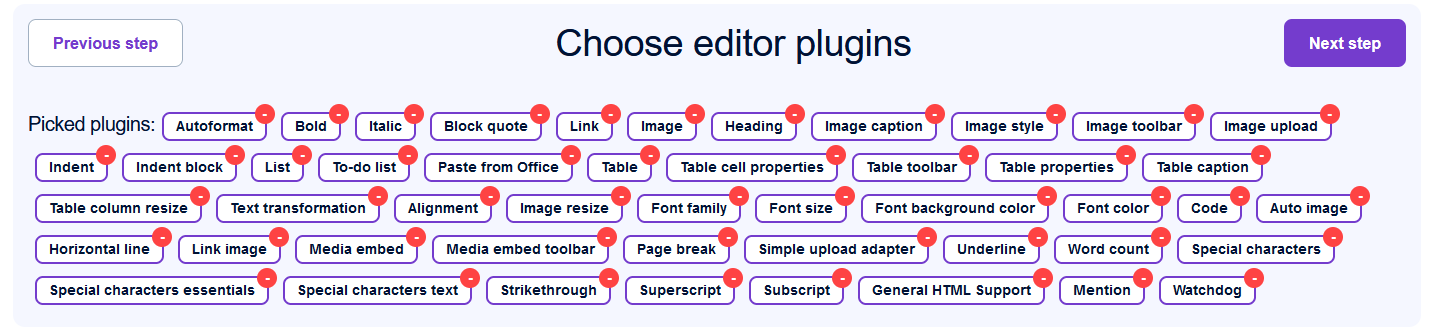 Previous step Choose editor plugins Next step
Picked plugins: Autoformat - Bold - Italic - Block quote - Link - Image - Heading - Image caption - Image style - Image toolbar - Image upload -
Indent - Indent block - List - To-do list - Paste from Office - Table - Table cell properties - Table toolbar - Table properties - Table caption -
Table column resize - Text transformation - Alignment - Image resize - Font family - Font size - Font background color - Font color - Code - Auto image -
Horizontal line - Link image - Media embed - Media embed toolbar - Page break - Simple upload adapter - Underline - Word count - Special characters -
Special characters essentials - Special characters text - Strikethrough - Superscript - Subscript - General HTML Support - Mention - Watchdog -